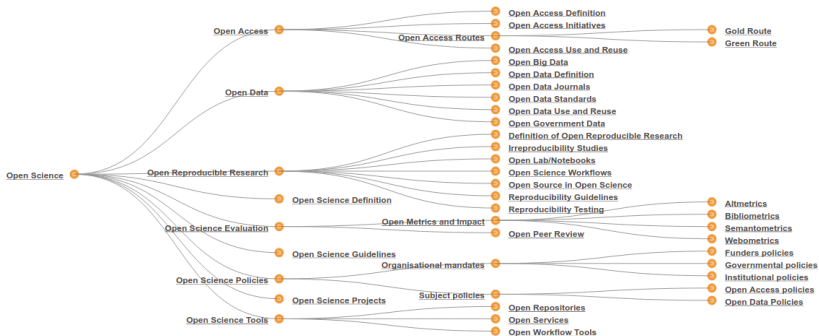 Open Science
Open Access
Open Access Definition
Open Access Initiatives
Open Access Routes
Gold Route
Green Route
Open Access Use and Reuse
Open Data
Open Big Data
Open Data Definition
Open Data Journals
Open Data Standards
Open Data Use and Reuse
Open Government Data
Open Reproducible Research
Definition of Open Reproducible Research
Irreproducibility Studies
Open Lab/Notebooks
Open Science Workflows
Open Source in Open Science
Reproducibility Guidelines
Reproducibility Testing
Open Science Definition
Open Science Evaluation
Open Metrics and Impact
Altmetrics
Bibliometrics
Semantometrics
Webometrics
Open Peer Review
Open Science Guidelines
Open Science Policies
Organisational mandates
Funders policies
Governmental policies
Institutional policies
Subject policies
Open Access policies
Open Data Policies
Open Science Projects
Open Science Tools
Open Repositories
Open Services
Open Workflow Tools